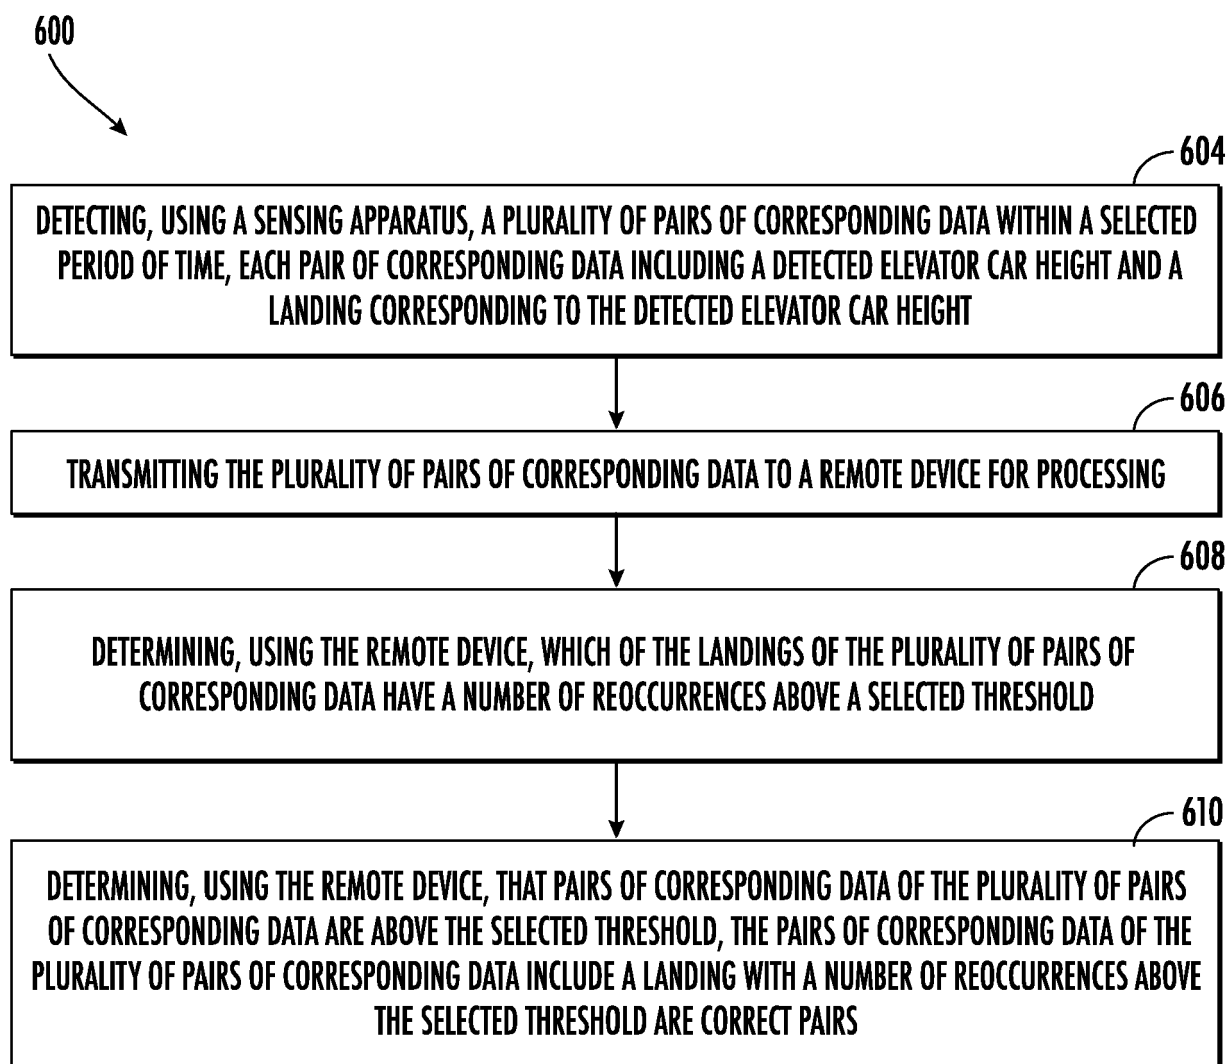 600
604
DETECTING, USING A SENSING APPARATUS, A PLURALITY OF PAIRS OF CORRESPONDING DATA WITHIN A SELECTED
PERIOD OF TIME, EACH PAIR OF CORRESPONDING DATA INCLUDING A DETECTED ELEVATOR CAR HEIGHT AND A
LANDING CORRESPONDING TO THE DETECTED ELEVATOR CAR HEIGHT
606
TRANSMITTING THE PLURALITY OF PAIRS OF CORRESPONDING DATA TO A REMOTE DEVICE FOR PROCESSING
608
DETERMINING, USING THE REMOTE DEVICE, WHICH OF THE LANDINGS OF THE PLURALITY OF PAIRS OF
CORRESPONDING DATA HAVE A NUMBER OF REOCCURRENCES ABOVE A SELECTED THRESHOLD
610
DETERMINING, USING THE REMOTE DEVICE, THAT PAIRS OF CORRESPONDING DATA OF THE PLURALITY OF PAIRS
OF CORRESPONDING DATA ARE ABOVE THE SELECTED THRESHOLD, THE PAIRS OF CORRESPONDING DATA OF THE
PLURALITY OF PAIRS OF CORRESPONDING DATA INCLUDE A LANDING WITH A NUMBER OF REOCCURRENCES ABOVE
THE SELECTED THRESHOLD ARE CORRECT PAIRS